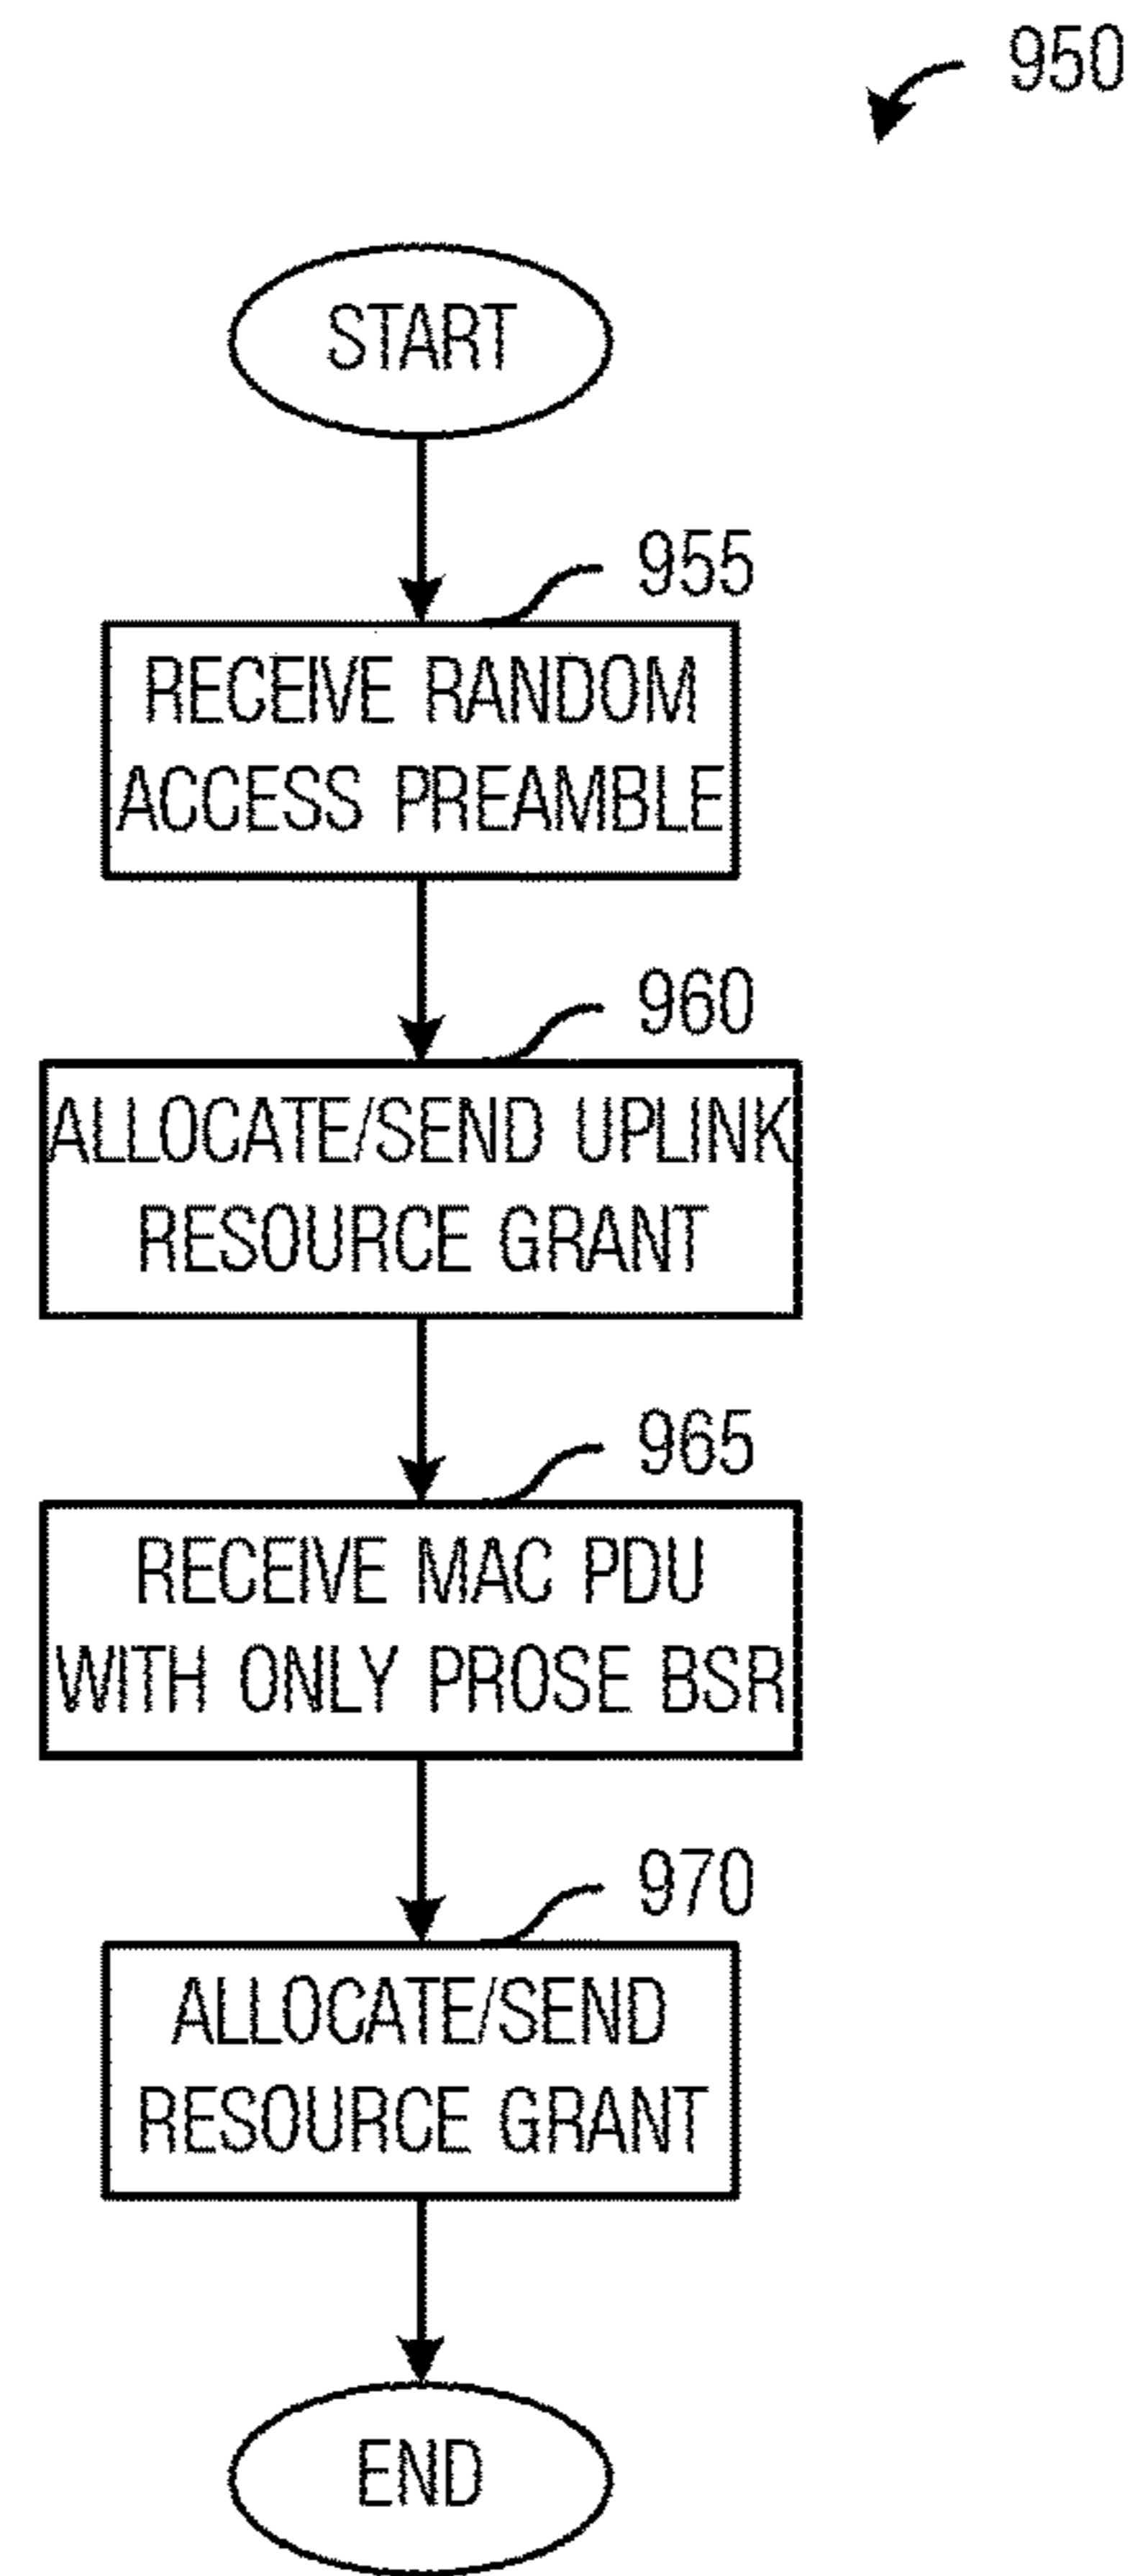 950
START
955
RECEIVE RANDOM
ACCESS PREAMBLE
960
ALLOCATE/SEND UPLINK
RESOURCE GRANT
965
RECEIVE MAC PDU
WITH ONLY PROSE BSR
970
ALLOCATE/SEND
RESOURCE GRANT
END